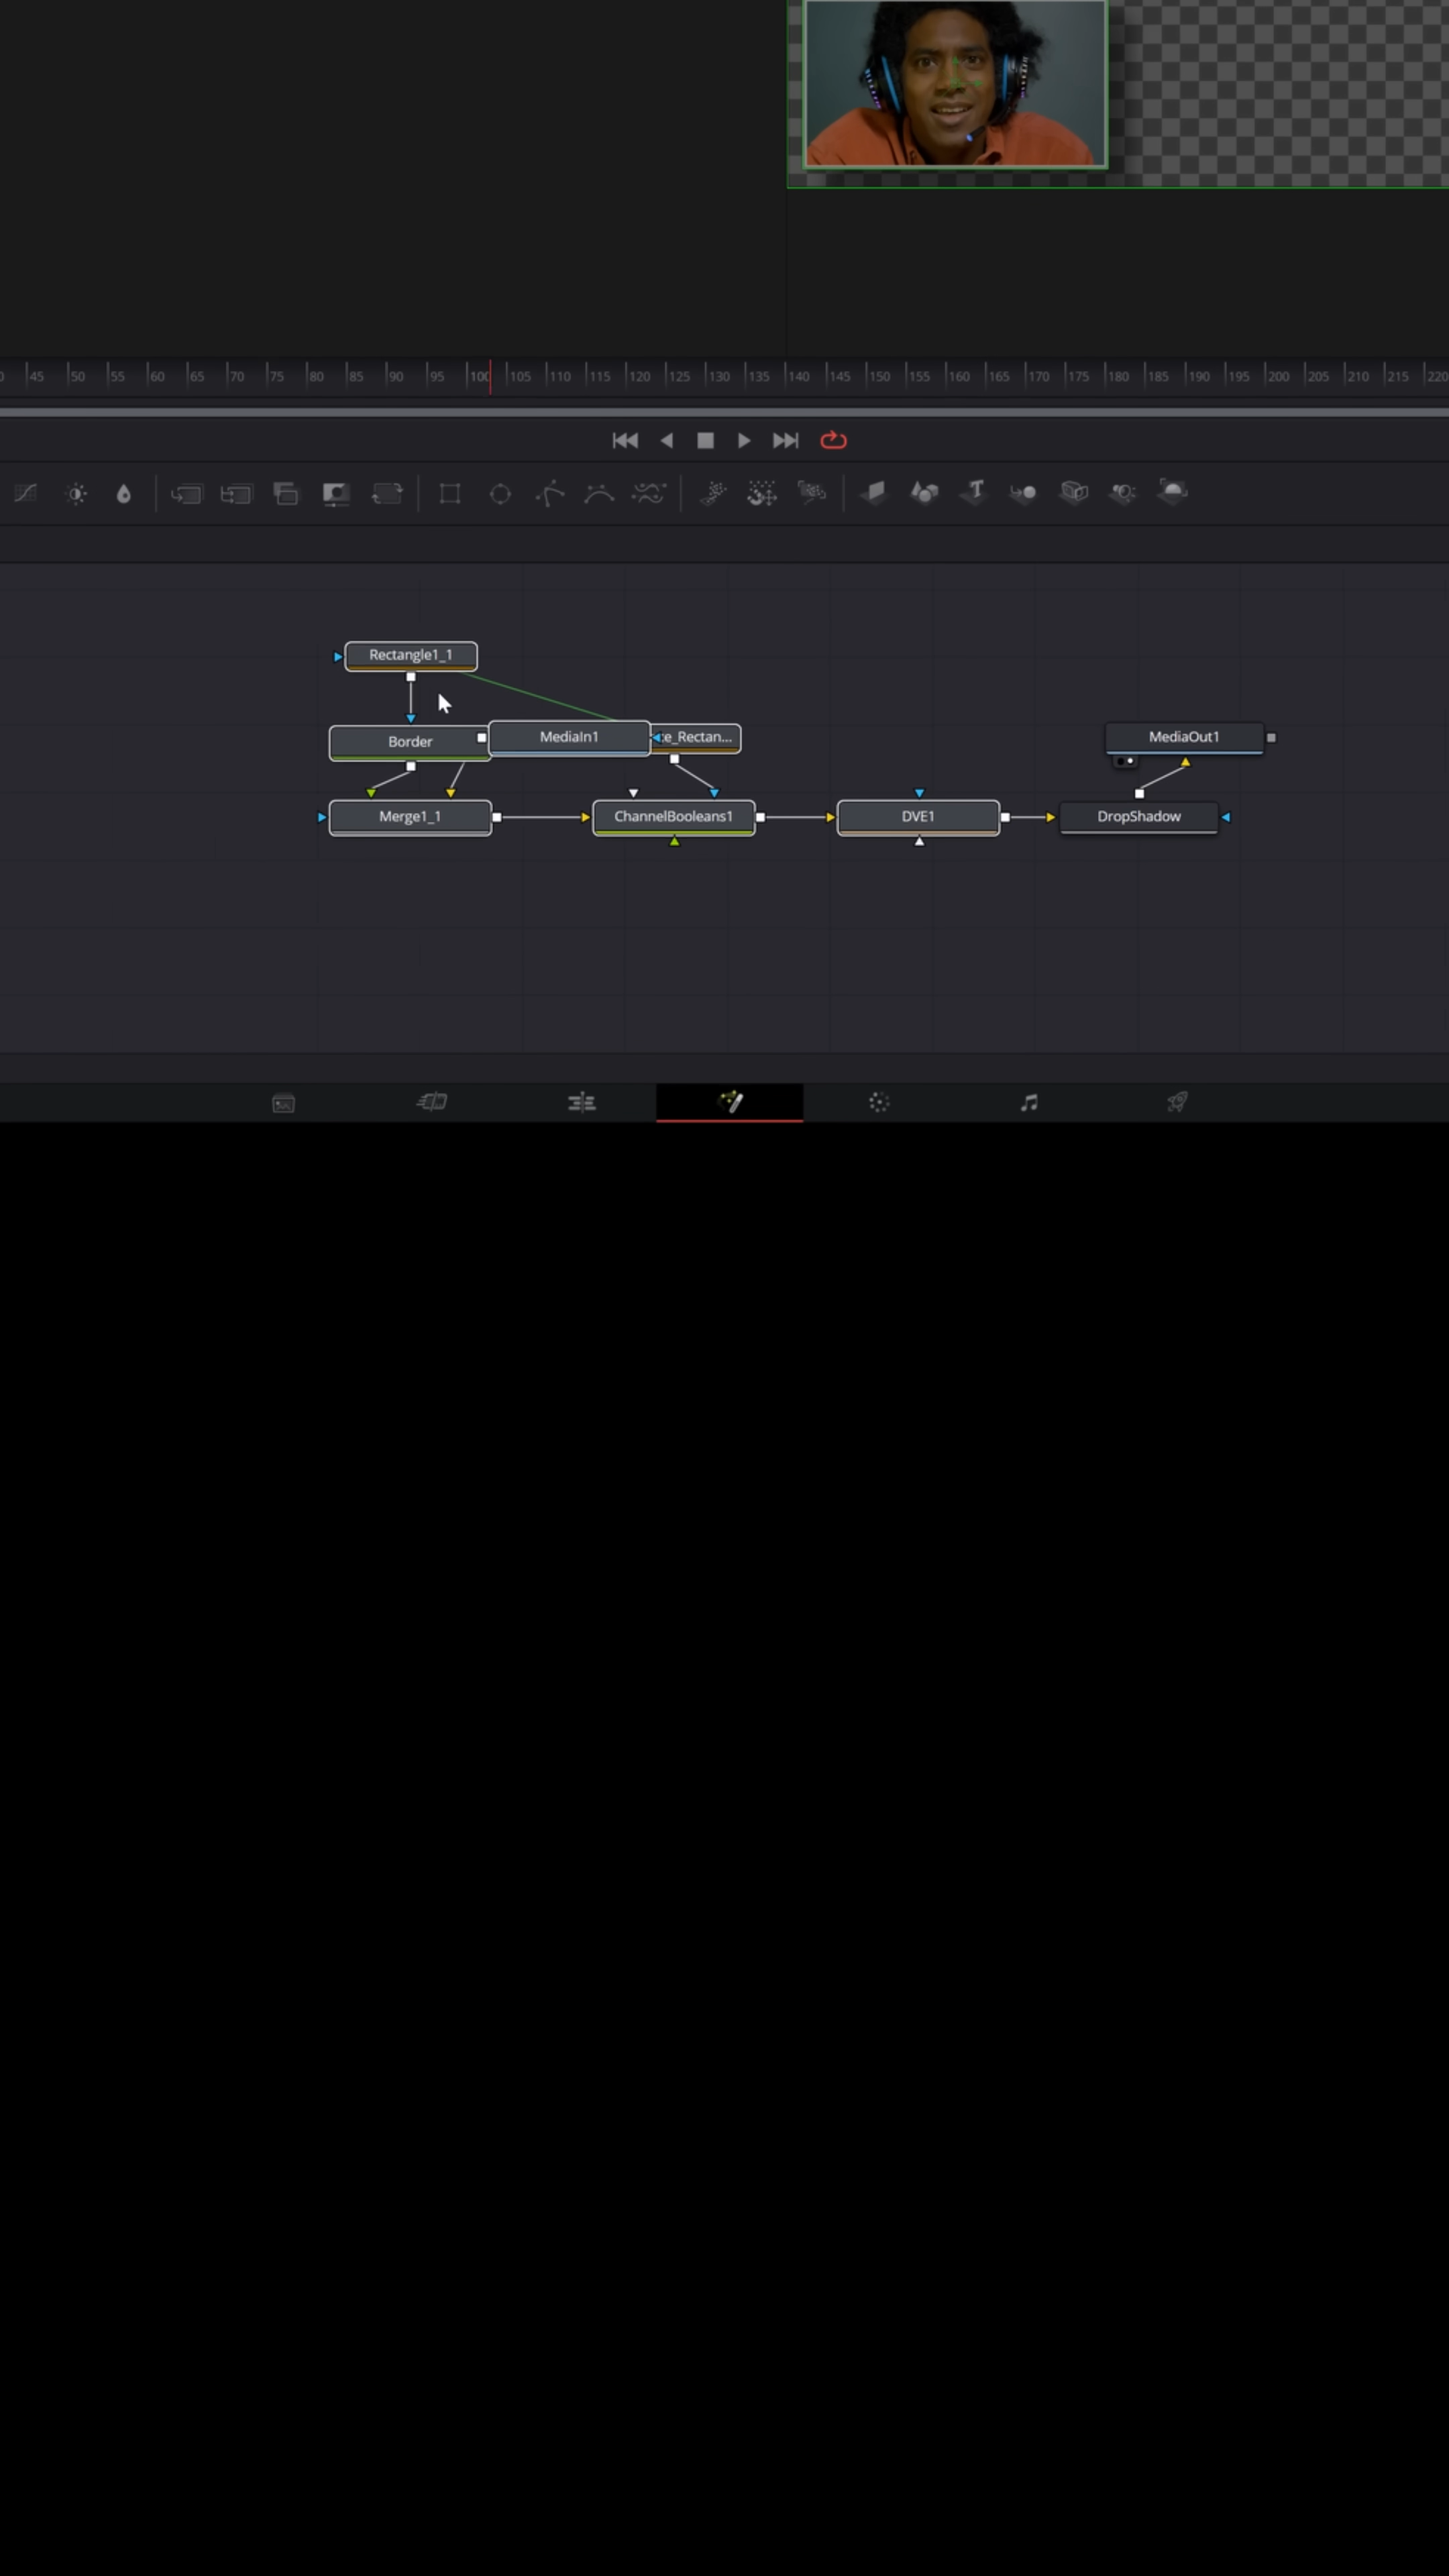 45 50 55 60 65 70 75 80 85 90 95 100 105 110 115 120 125 130 135 140 145 150 155 160 165 170 175 180 185 190 195 200 205 210 215 220
Rectangle1_1
Border MediaIn1 e_Rectan... MediaOut1
Merge1_1 ChannelBooleans1 DVE1 DropShadow